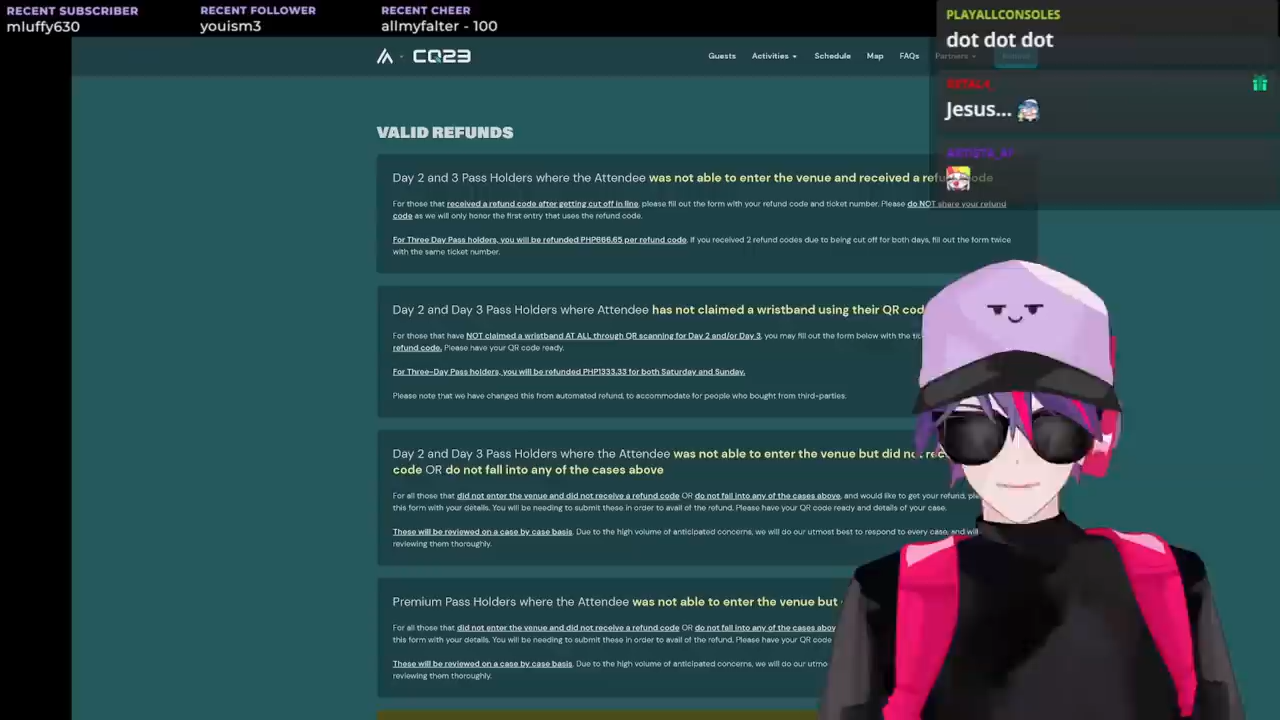 RECENT SUBSCRIBER
mluffy630
RECENT FOLLOWER
youism3
RECENT CHEER
allmyfalter - 100
PLAYALLCONSOLES
dot dot dot
Jesus...
CQ23
Guests
Activities
Schedule
Map
FAQs
Partners
VALID REFUNDS
Day 2 and 3 Pass Holders where the Attendee was not able to enter the venue and received a refund code
For those that received a refund code after getting cut off in line, please fill out the form with your refund code and ticket number. Please do NOT share your refund
code as we will only honor the first entry that uses the refund code.
For Three Day Pass holders, you will be refunded PHP666.65 per refund code. If you received 2 refund codes due to being cut off for both days, fill out the form twice
with the same ticket number.
Day 2 and Day 3 Pass Holders where Attendee has not claimed a wristband using their QR cod
For those that have NOT claimed a wristband AT ALL through QR scanning for Day 2 and/or Day 3, you may fill out the form below with the tic
refund code. Please have your QR code ready.
For Three-Day Pass holders, you will be refunded PHP1333.33 for both Saturday and Sunday.
Please note that we have changed this from automated refund, to accommodate for people who bought from third-parties.
Day 2 and Day 3 Pass Holders where the Attendee was not able to enter the venue but did not rec
code OR do not fall into any of the cases above
For all those that did not enter the venue and did not receive a refund code OR do not fall into any of the cases above, and would like to get your refund, ple
this form with your details. You will be needing to submit these in order to avail of the refund. Please have your QR code ready and details of your case.
These will be reviewed on a case by case basis. Due to the high volume of anticipated concerns, we will do our utmost best to respond to every case, and will
reviewing them thoroughly.
Premium Pass Holders where the Attendee was not able to enter the venue but
For all those that did not enter the venue and did not receive a refund code OR do not fall into any of the cases abov
this form with your details. You will be needing to submit these in order to avail of the refund. Please have your QR code
These will be reviewed on a case by case basis. Due to the high volume of anticipated concerns, we will do our utmo
reviewing them thoroughly.